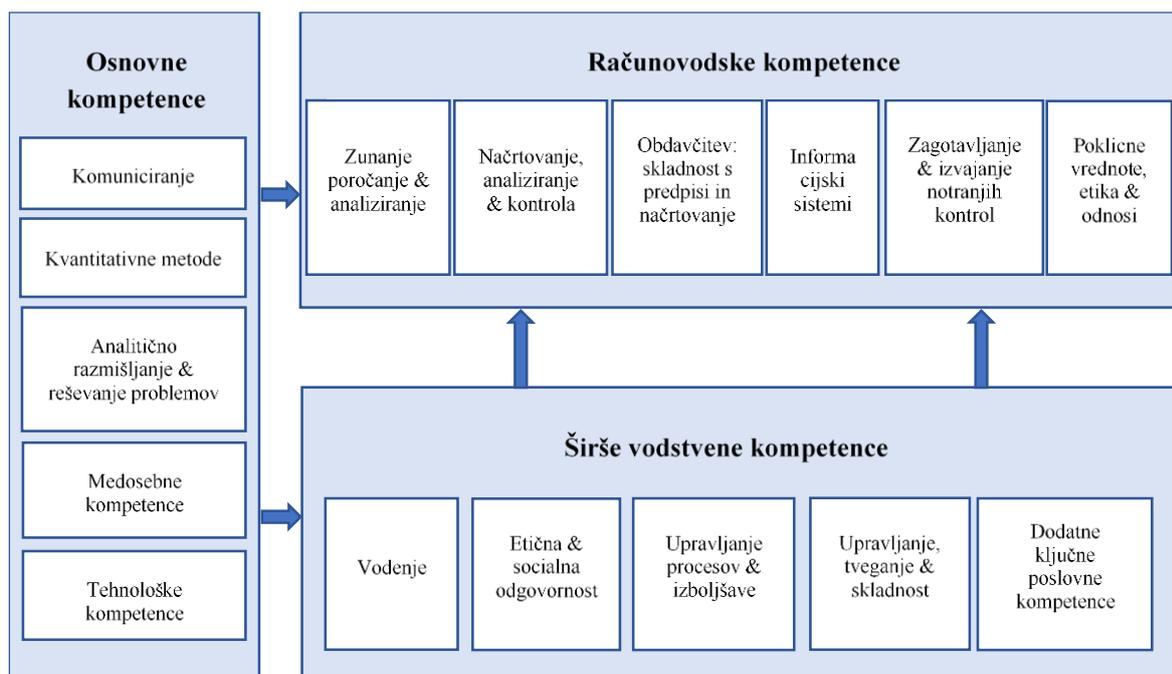 Osnovne
kompetence
Komuniciranje
Kvantitativne metode
Analitično
razmišljanje &
reševanje problemov
Medosebne
kompetence
Tehnološke
kompetence
Računovodske kompetence
Zunanje
poročanje &
analiziranje
Načrtovanje,
analiziranje
& kontrola
Obdavčitev:
skladnost s
predpisi in
načrtovanje
Informa
cijski
sistemi
Zagotavljanje
& izvajanje
notranjih
kontrol
Poklicne
vrednote,
etika &
odnosi
Širše vodstvene kompetence
Vodenje
Etična &
socialna
odgovornost
Upravljanje
procesov &
izboljšave
Upravljanje,
tveganje &
skladnost
Dodatne
ključne
poslovne
kompetence